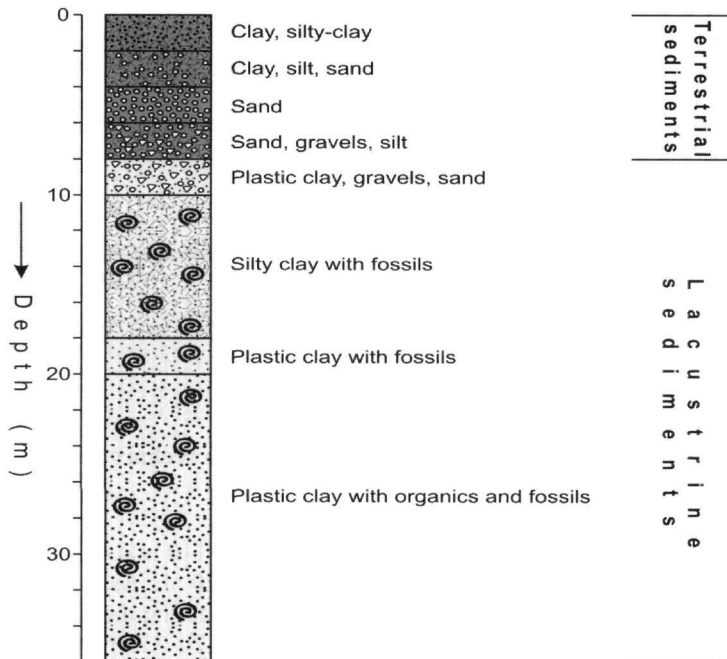 0
Clay, silty-clay
Clay, silt, sand
Sand
Sand, gravels, silt
Plastic clay, gravels, sand
10
Silty clay with fossils
Plastic clay with fossils
20
Plastic clay with organics and fossils
30
Depth (m)
Terrestrial
sediments
Lacustrine
sediments